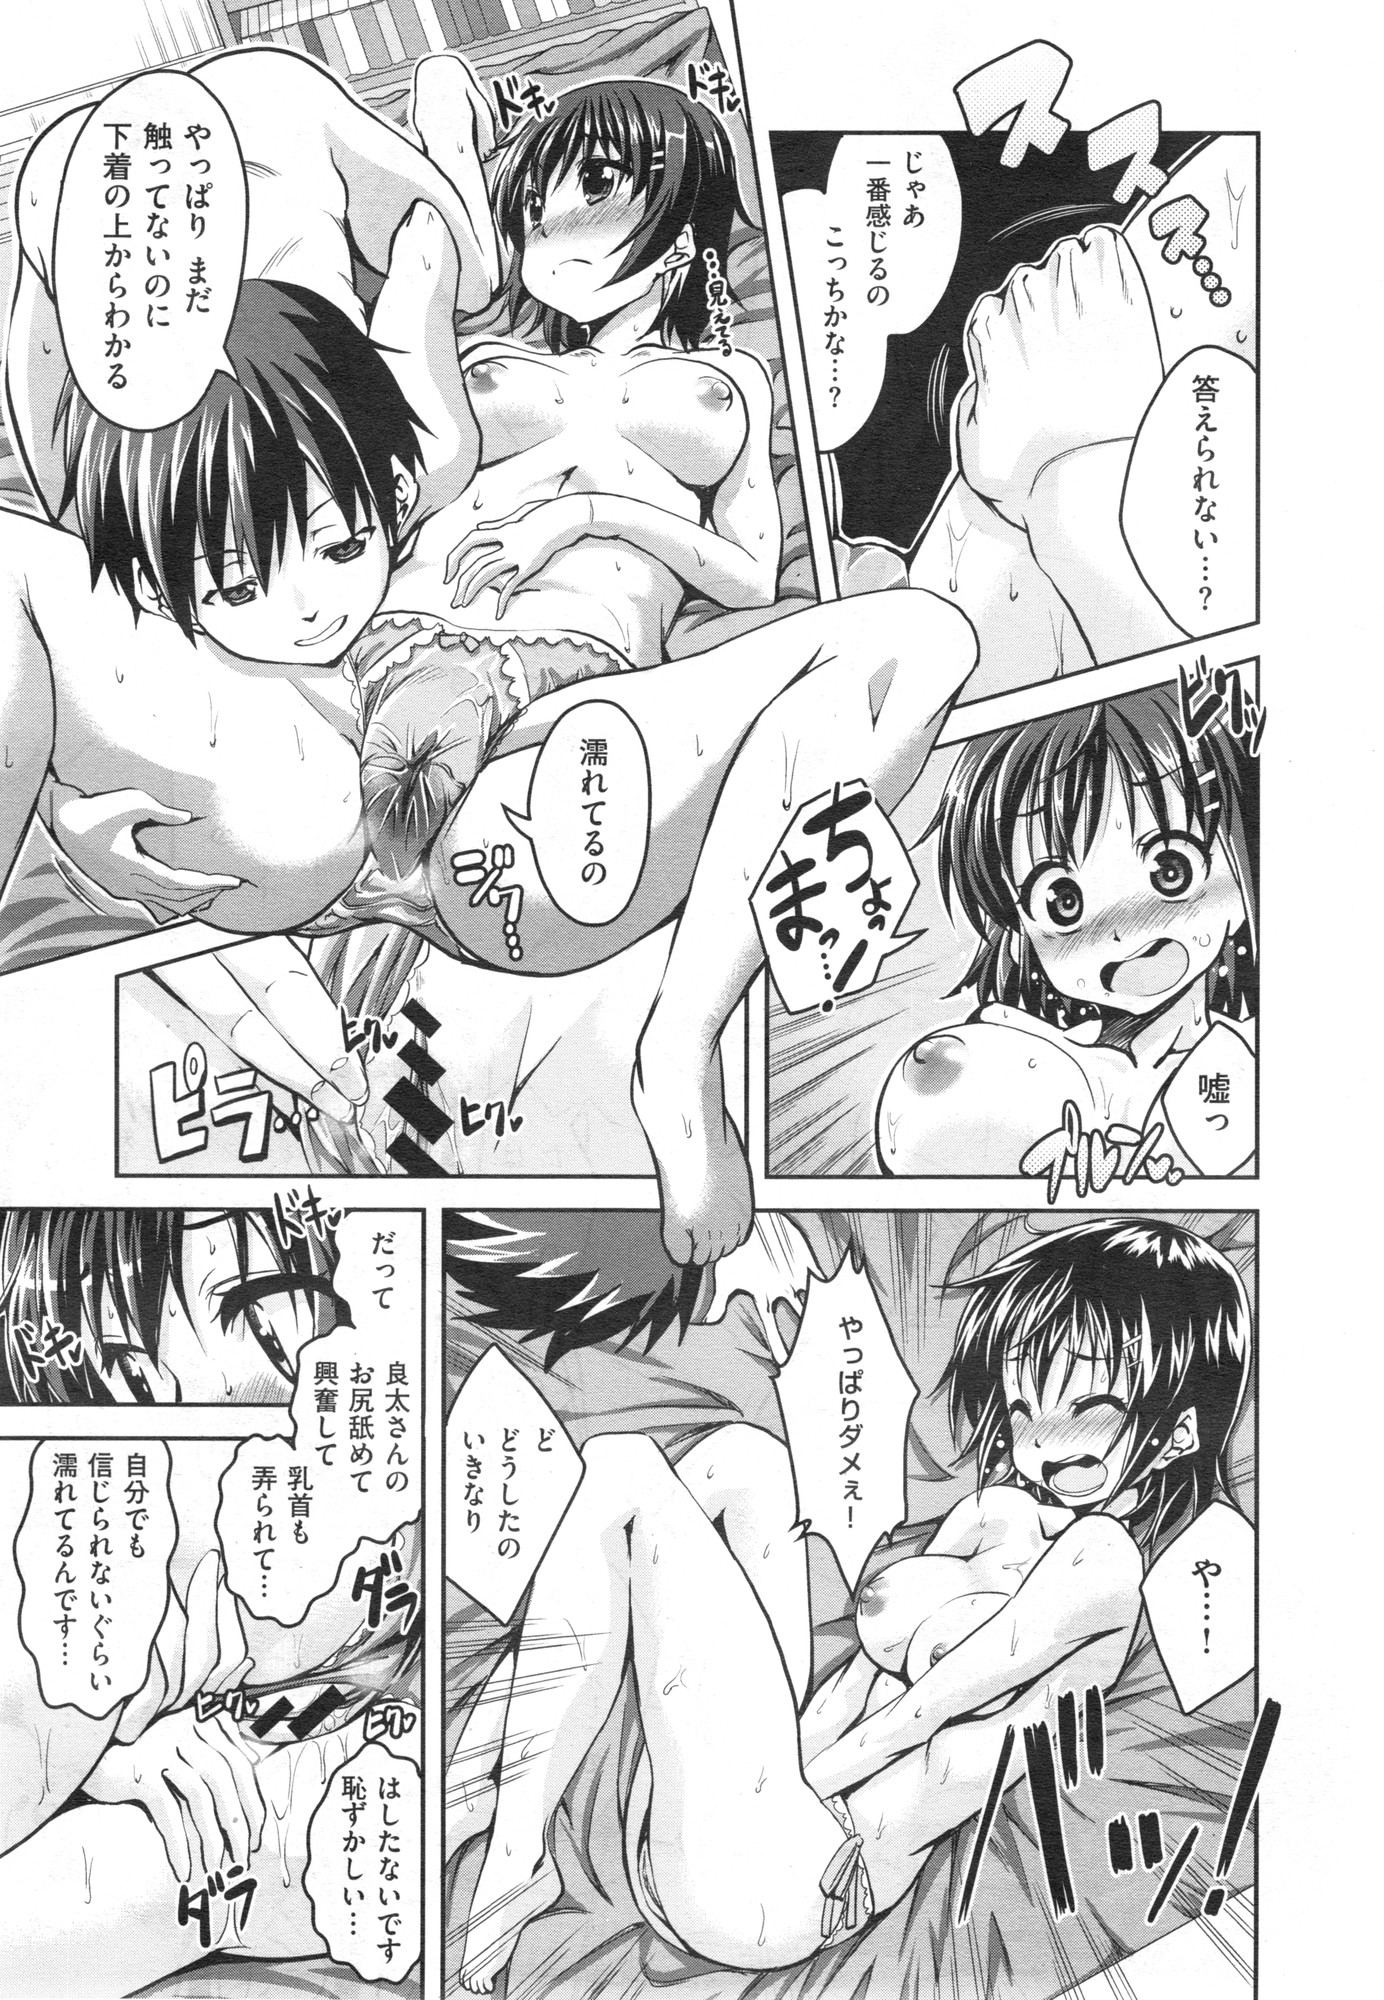 スス
スス
ス……
答えられない…?
じゃあ
一番感じるの
こっちかな…?
ドキ
ドキ
…見えてる
やっぱり まだ
触ってないのに
下着の上からわかる
濡れてるの
ジワ…
ビクッ
ちょっ
まっ…!
嘘っ
プルン
ヒク
ヒク
ピラ…
や…!
やっぱりダメぇ!
ど
どうしたの
いきなり
バッ!
ドキ
ドキ
だって
良太さんの
お尻舐めて
興奮して
乳首も
弄られて…
自分でも
信じられないぐらい
濡れてるんです…
ダラ
ヒク
ヒク
はしたないです
恥ずかしい…
ダラ